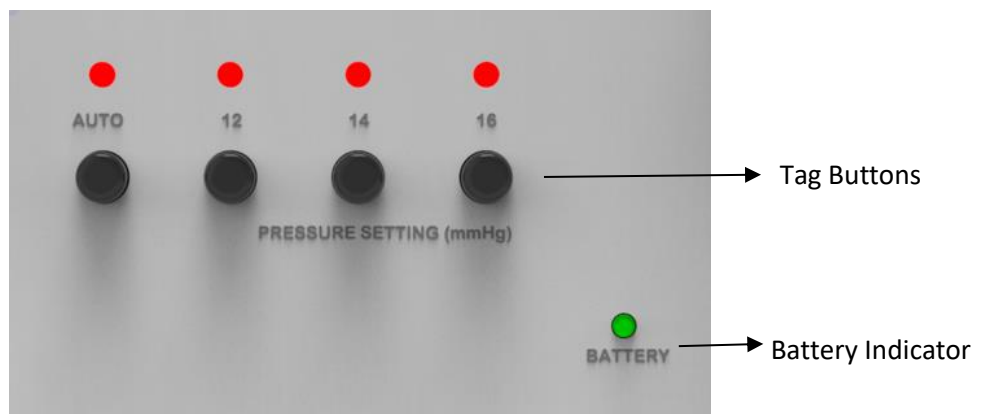 AUTO 12 14 16
Tag Buttons
PRESSURE SETTING (mmHg)
BATTERY
Battery Indicator